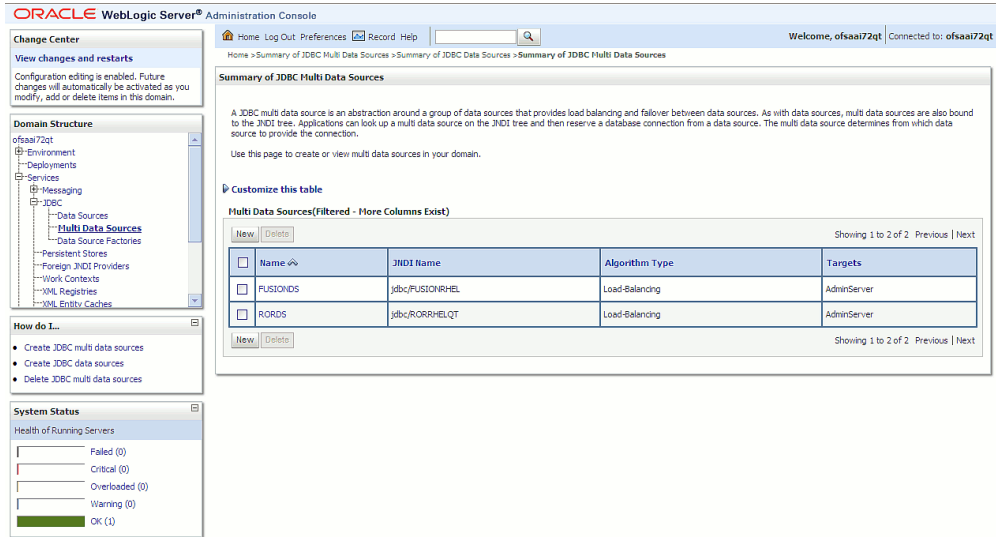 ORACLE WebLogic Server® Administration Console
Change Center
View changes and restarts
Configuration editing is enabled. Future
changes will automatically be activated as you
modify, add or delete items in this domain.
Domain Structure
ofsaai72qt
Environment
Deployments
Services
Messaging
JDBC
Data Sources
Multi Data Sources
Data Source Factories
Persistent Stores
Foreign JNDI Providers
Work Contexts
XML Registries
XML Entity Caches
How do I...
Create JDBC multi data sources
Create JDBC data sources
Delete JDBC multi data sources
System Status
Health of Running Servers
Failed (0)
Critical (0)
Overloaded (0)
Warning (0)
OK (1)
Home Log Out Preferences Record Help
Welcome, ofsaai72qt Connected to: ofsaai72qt
Home >Summary of JDBC Multi Data Sources >Summary of JDBC Data Sources >Summary of JDBC Multi Data Sources
Summary of JDBC Multi Data Sources
A JDBC multi data source is an abstraction around a group of data sources that provides load balancing and failover between data sources. As with data sources, multi data sources are also bound
to the JNDI tree. Applications can look up a multi data source on the JNDI tree and then reserve a database connection from a data source. The multi data source determines from which data
source to provide the connection.
Use this page to create or view multi data sources in your domain.
Customize this table
Multi Data Sources(Filtered - More Columns Exist)
New Delete Showing 1 to 2 of 2 Previous | Next
Name JNDI Name Algorithm Type Targets
FUSIONDS jdbc/FUSIONRHEL Load-Balancing AdminServer
RORDS jdbc/RORRHELQT Load-Balancing AdminServer
New Delete Showing 1 to 2 of 2 Previous | Next